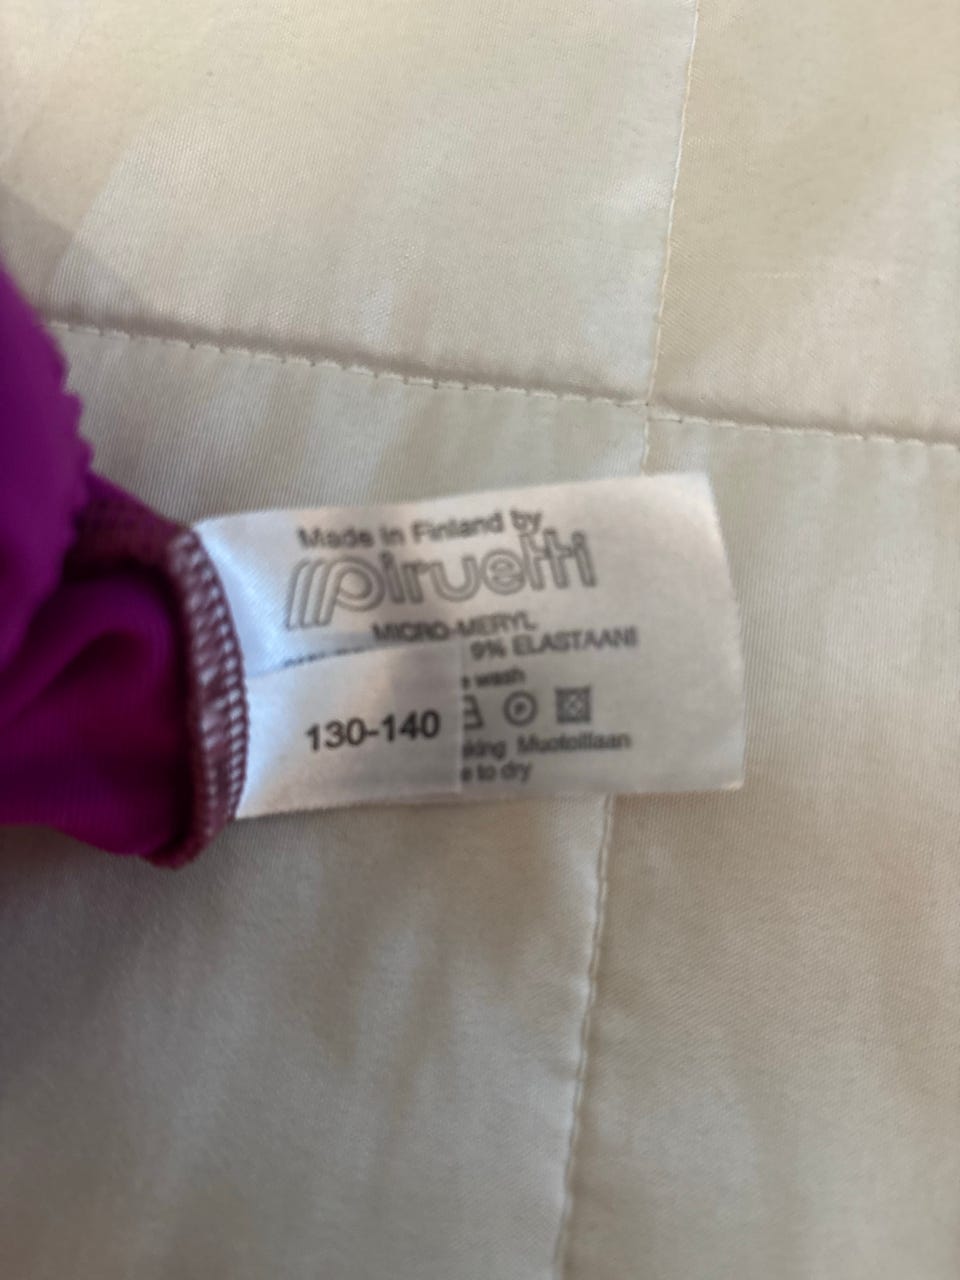 Made in Finland by
piruetti
MICRO-MERYL
9% ELASTAANI
wash
130-140
Muotoillaan
to dry